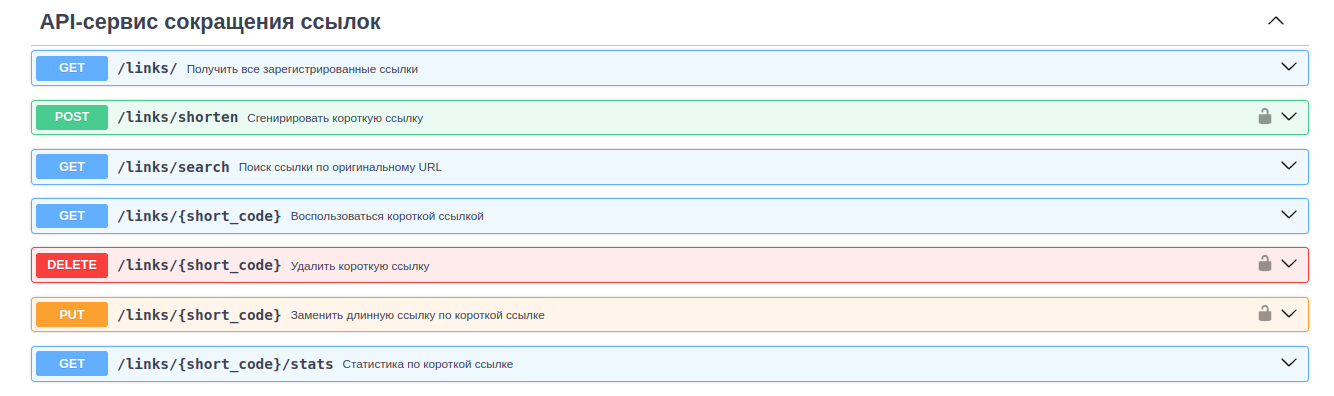 API-сервис сокращения ссылок
GET /links/ Получить все зарегистрированные ссылки
POST /links/shorten Сгенирировать короткую ссылку
GET /links/search Поиск ссылки по оригинальному URL
GET /links/{short_code} Воспользоваться короткой ссылкой
DELETE /links/{short_code} Удалить короткую ссылку
PUT /links/{short_code} Заменить длинную ссылку по короткой ссылке
GET /links/{short_code}/stats Статистика по короткой ссылке